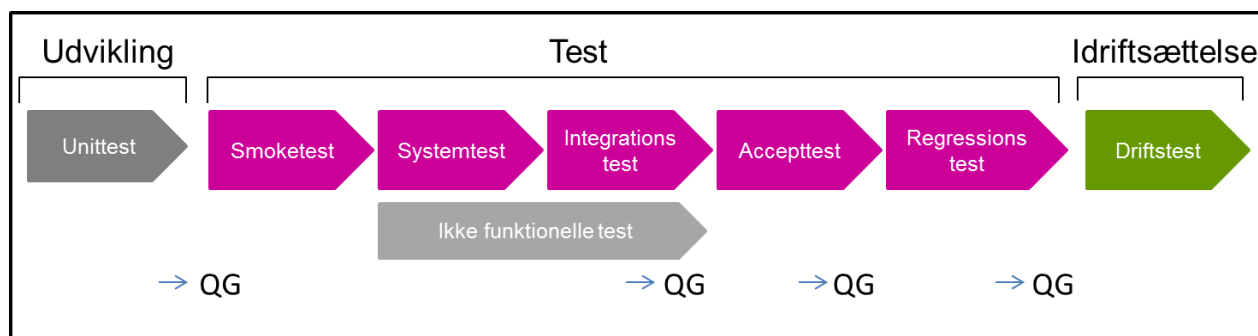 Udvikling
Test
Idriftsættelse
Unittest
Smoketest
Systemtest
Integrations
test
Accepttest
Regressions
test
Driftstest
Ikke funktionelle test
→ QG
→ QG
→ QG
→ QG